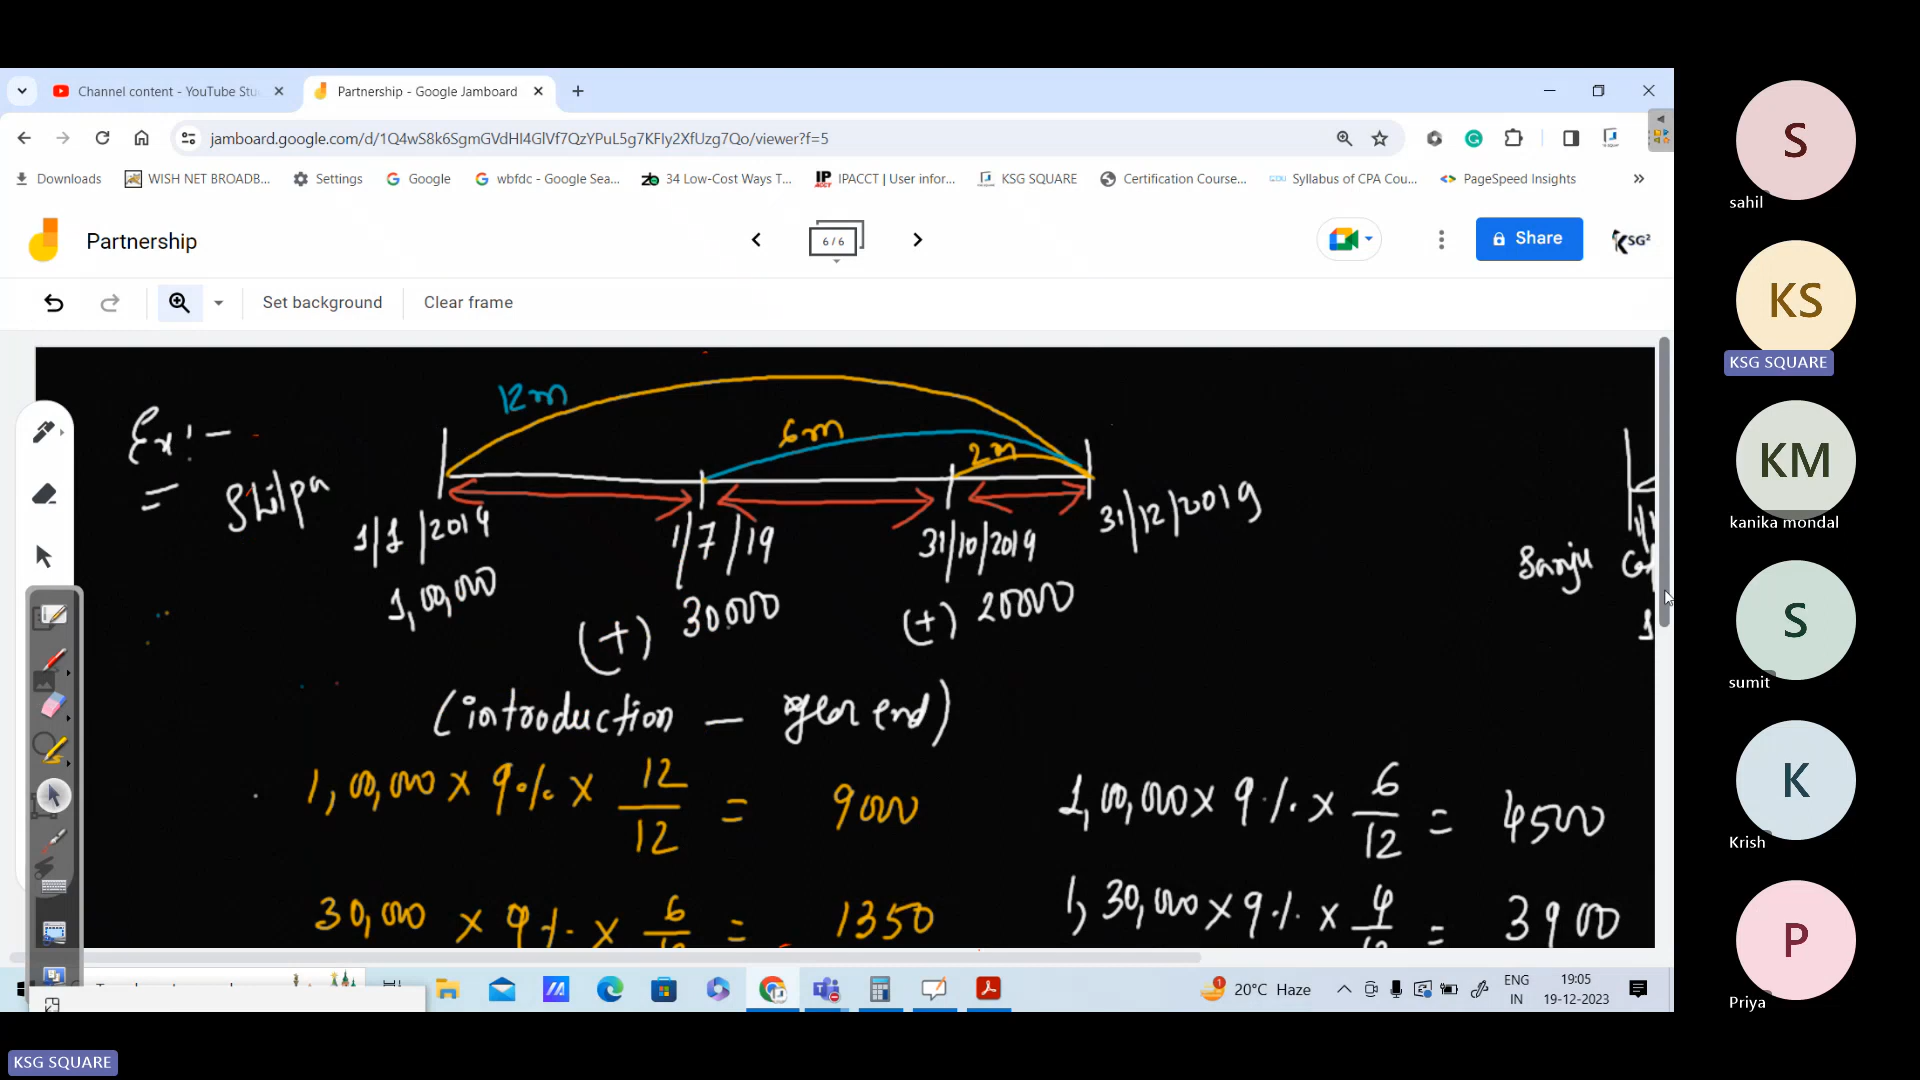 Channel content - YouTube Stu
Partnership - Google Jamboard
jamboard.google.com/d/1Q4wS8k6SgmGVdHI4GlVf7QzYPuL5g7KFIy2XfUzg7Qo/viewer?f=5
Downloads
WISH NET BROADB...
Settings
Google
wbfdc - Google Sea...
34 Low-Cost Ways T...
IPACCT | User infor...
KSG SQUARE
Certification Course...
Syllabus of CPA Cou...
PageSpeed Insights
Partnership
6 / 6
Share
KSG²
Set background
Clear frame
12m
6m
2m
Ex:-
Shilpa
1/1/2019
1/7/19
31/10/2019
31/12/2019
1,00,000
(+) 30000
(+) 20000
Sanju
(introduction — year end)
1,00,000 x 9% x 12/12 = 9000
1,00,000 x 9% x 6/12 = 4500
30,000 x 9% x 6/12 = 1350
1,30,000 x 9% x 4/12 = 3900
20°C Haze
ENG
IN
19:05
19-12-2023
S
sahil
KS
KSG SQUARE
KM
kanika mondal
S
sumit
K
Krish
P
Priya
KSG SQUARE